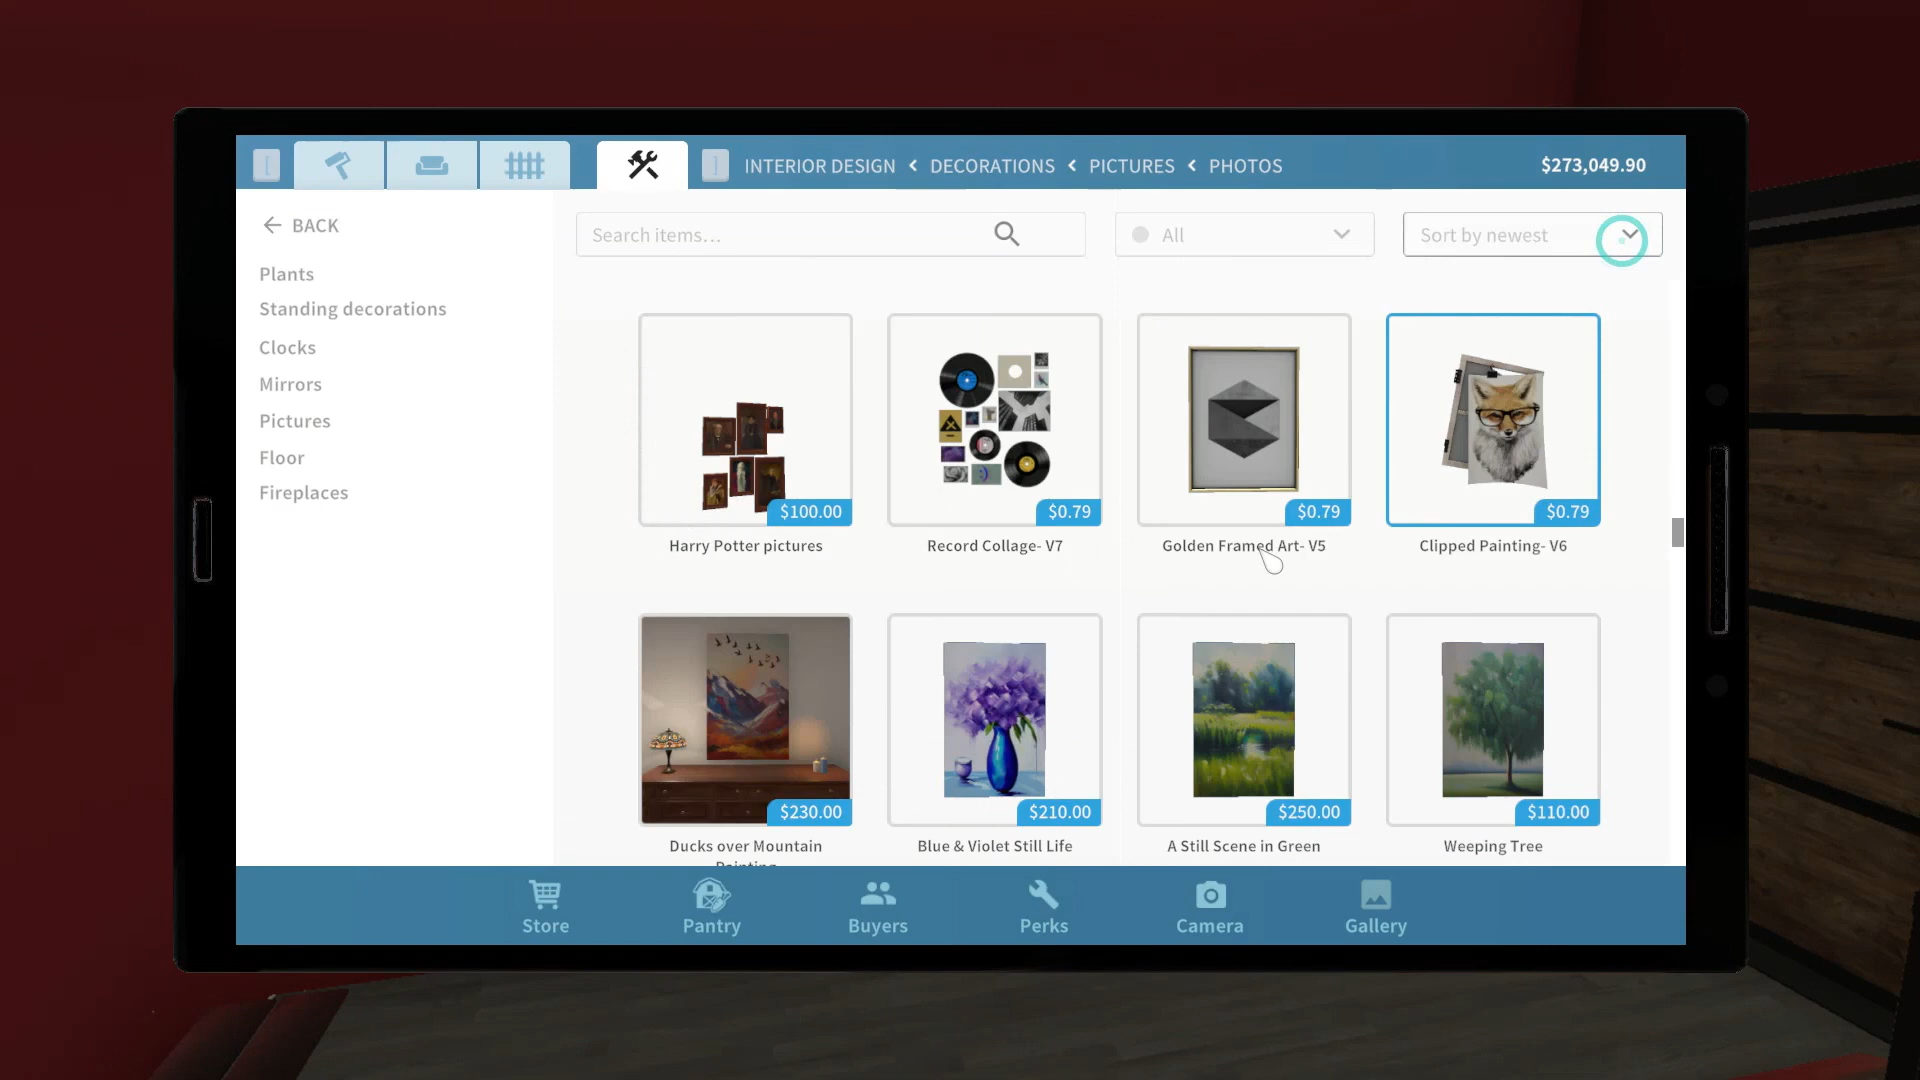 [
]
INTERIOR DESIGN < DECORATIONS < PICTURES < PHOTOS
$273,049.90
BACK
Plants
Standing decorations
Clocks
Mirrors
Pictures
Floor
Fireplaces
Search items...
All
Sort by newest
$100.00
$0.79
$0.79
$0.79
Harry Potter pictures
Record Collage- V7
Golden Framed Art- V5
Clipped Painting- V6
$230.00
$210.00
$250.00
$110.00
Ducks over Mountain
Painting
Blue & Violet Still Life
A Still Scene in Green
Weeping Tree
Store
Pantry
Buyers
Perks
Camera
Gallery